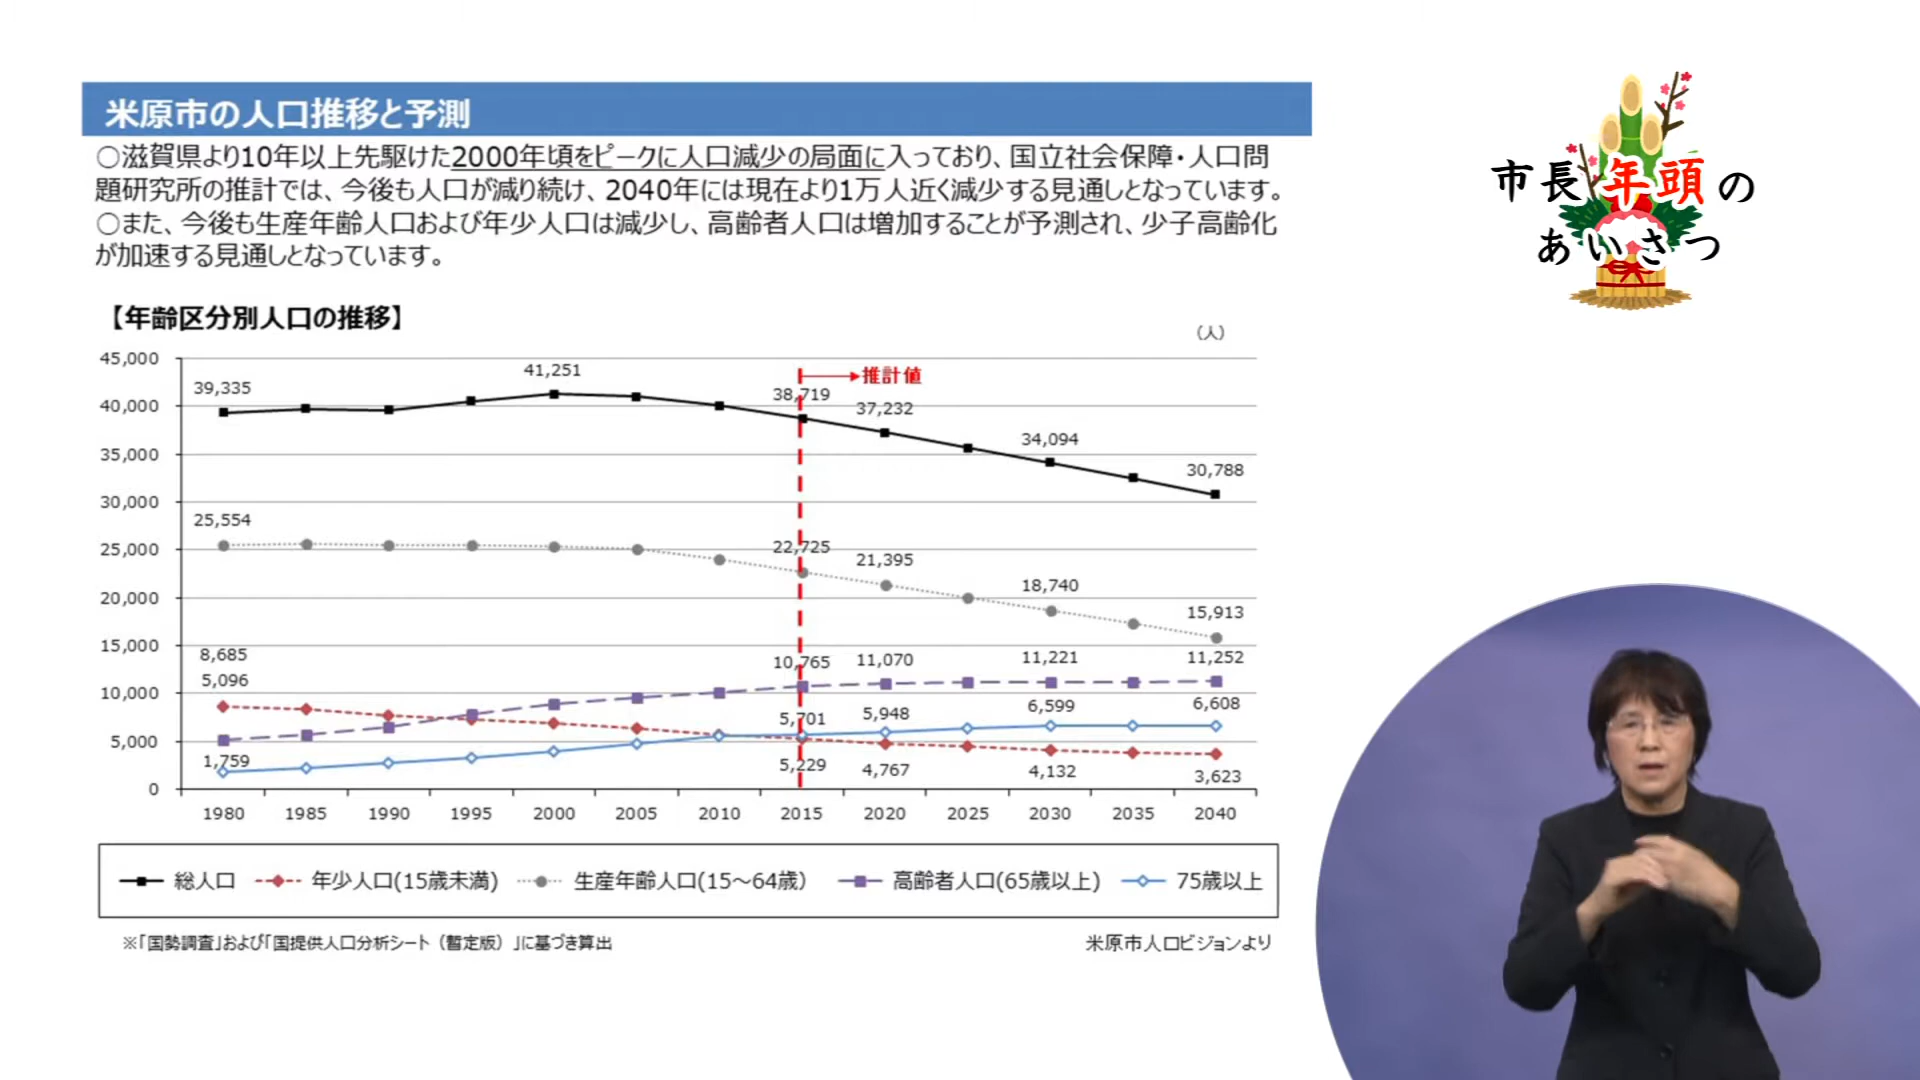 米原市の人口推移と予測
○滋賀県より10年以上先駆けた2000年頃をピークに人口減少の局面に入っており、国立社会保障・人口問
題研究所の推計では、今後も人口が減り続け、2040年には現在より1万人近く減少する見通しとなっています。
○また、今後も生産年齢人口および年少人口は減少し、高齢者人口は増加することが予測され、少子高齢化
が加速する見通しとなっています。
市長年頭の
あいさつ
【年齢区分別人口の推移】
（人）
45,000
40,000
35,000
30,000
25,000
20,000
15,000
10,000
5,000
0
推計値
39,335 41,251 38,719 37,232 34,094 30,788
25,554 22,725 21,395 18,740 15,913
8,685
5,096 10,765 11,070 11,221 11,252
5,701 5,948 6,599 6,608
1,759 5,229 4,767 4,132 3,623
1980 1985 1990 1995 2000 2005 2010 2015 2020 2025 2030 2035 2040
総人口 年少人口(15歳未満) 生産年齢人口(15～64歳) 高齢者人口(65歳以上) 75歳以上
※「国勢調査」および「国提供人口分析シート（暫定版）」に基づき算出
米原市人口ビジョンより